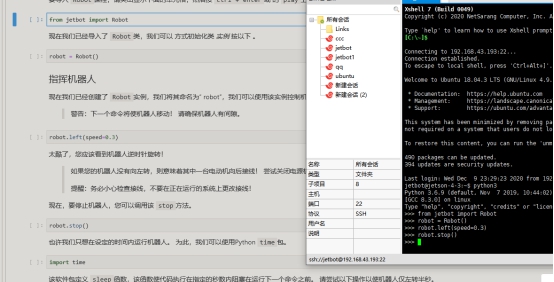 [ ]: from jetbot import Robot
现在我们已经导入了 Robot 类，我们可以 方式初始化 类 实例 按以下 。
[ ]: robot = Robot()
指挥机器人
现在我们已经创建了 Robot 实例，我们将其命名为" robot"，我们可以使用该实例控制机
警告：下一个命令将使机器人移动！ 请确保机器人有间隙。
[ ]: robot.left(speed=0.3)
太酷了，您应该看到机器人逆时针旋转！
如果您的机器人没有向左转，则意味着其中一台电动机向后接线！ 尝试关闭电源
提醒：务必小心检查接线，不要在正在运行的系统上更改接线！
现在，要停止机器人，您可以调用该 stop 方法。
[ ]: robot.stop()
也许我们只想在设定的时间内运行机器人。 为此，我们可以使用Python time 包。
[ ]: import time
该软件包定义 sleep 函数，该函数使代码执行在指定的秒数内阻塞在运行下一个命令之前。 请尝试以下操作以使机器人仅左转半秒。
所有会话
Links
ccc
jetbot
jetbot1
qq
ubuntu
新建会话
新建会话 (2)
名称 所有会话
类型 文件夹
子项目 8
主机
端口 22
协议 SSH
用户名
说明
ssh://jetbot@192.168.43.193:22
Xshell 7 (Build 0049)
Copyright (c) 2020 NetSarang Computer, Inc. A
Type `help' to learn how to use Xshell prompt
[C:\~]$
Connecting to 192.168.43.193:22...
Connection established.
To escape to local shell, press 'Ctrl+Alt+]'.
Welcome to Ubuntu 18.04.3 LTS (GNU/Linux 4.9.
* Documentation: https://help.ubuntu.com
* Management: https://landscape.canonica
* Support: https://ubuntu.com/advanta
This system has been minimized by removing pa
not required on a system that users do not lo
To restore this content, you can run the 'unm
490 packages can be updated.
394 updates are security updates.
Last login: Wed Dec 9 23:29:23 2020 from 192
jetbot@jetson-4-3:~$ python3
Python 3.6.9 (default, Nov 7 2019, 10:44:02)
[GCC 8.3.0] on linux
Type "help", "copyright", "credits" or "licen
>>> from jetbot import Robot
>>> robot = Robot()
>>> robot.left(speed=0.3)
>>> robot.stop()
>>>